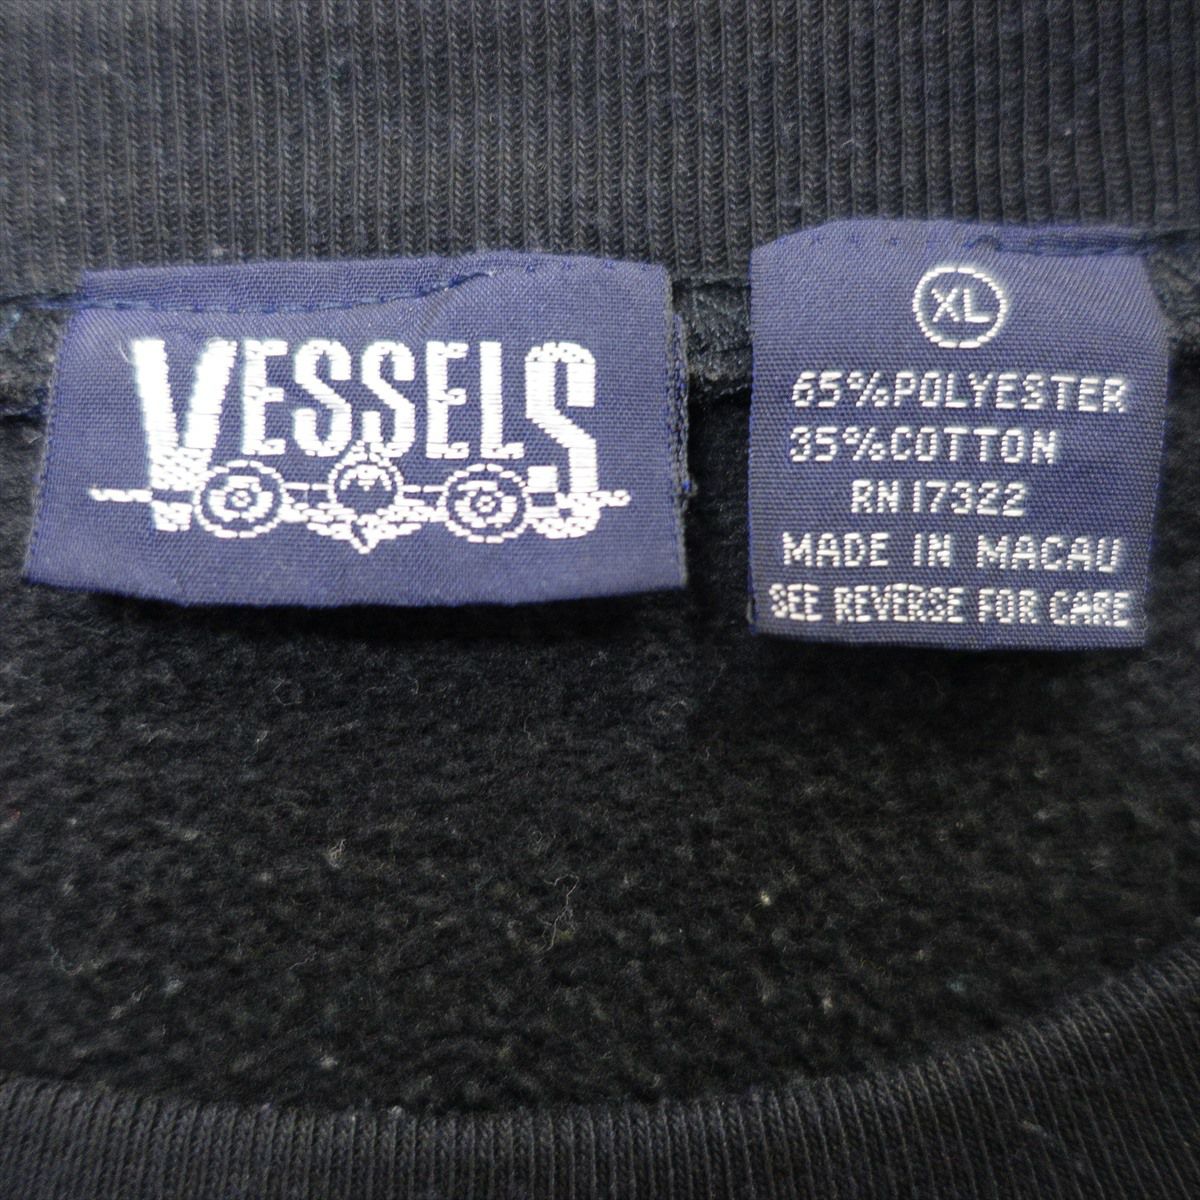 VESSELS
XL
65%POLYESTER
35%COTTON
RN 17322
MADE IN MACAU
SEE REVERSE FOR CARE